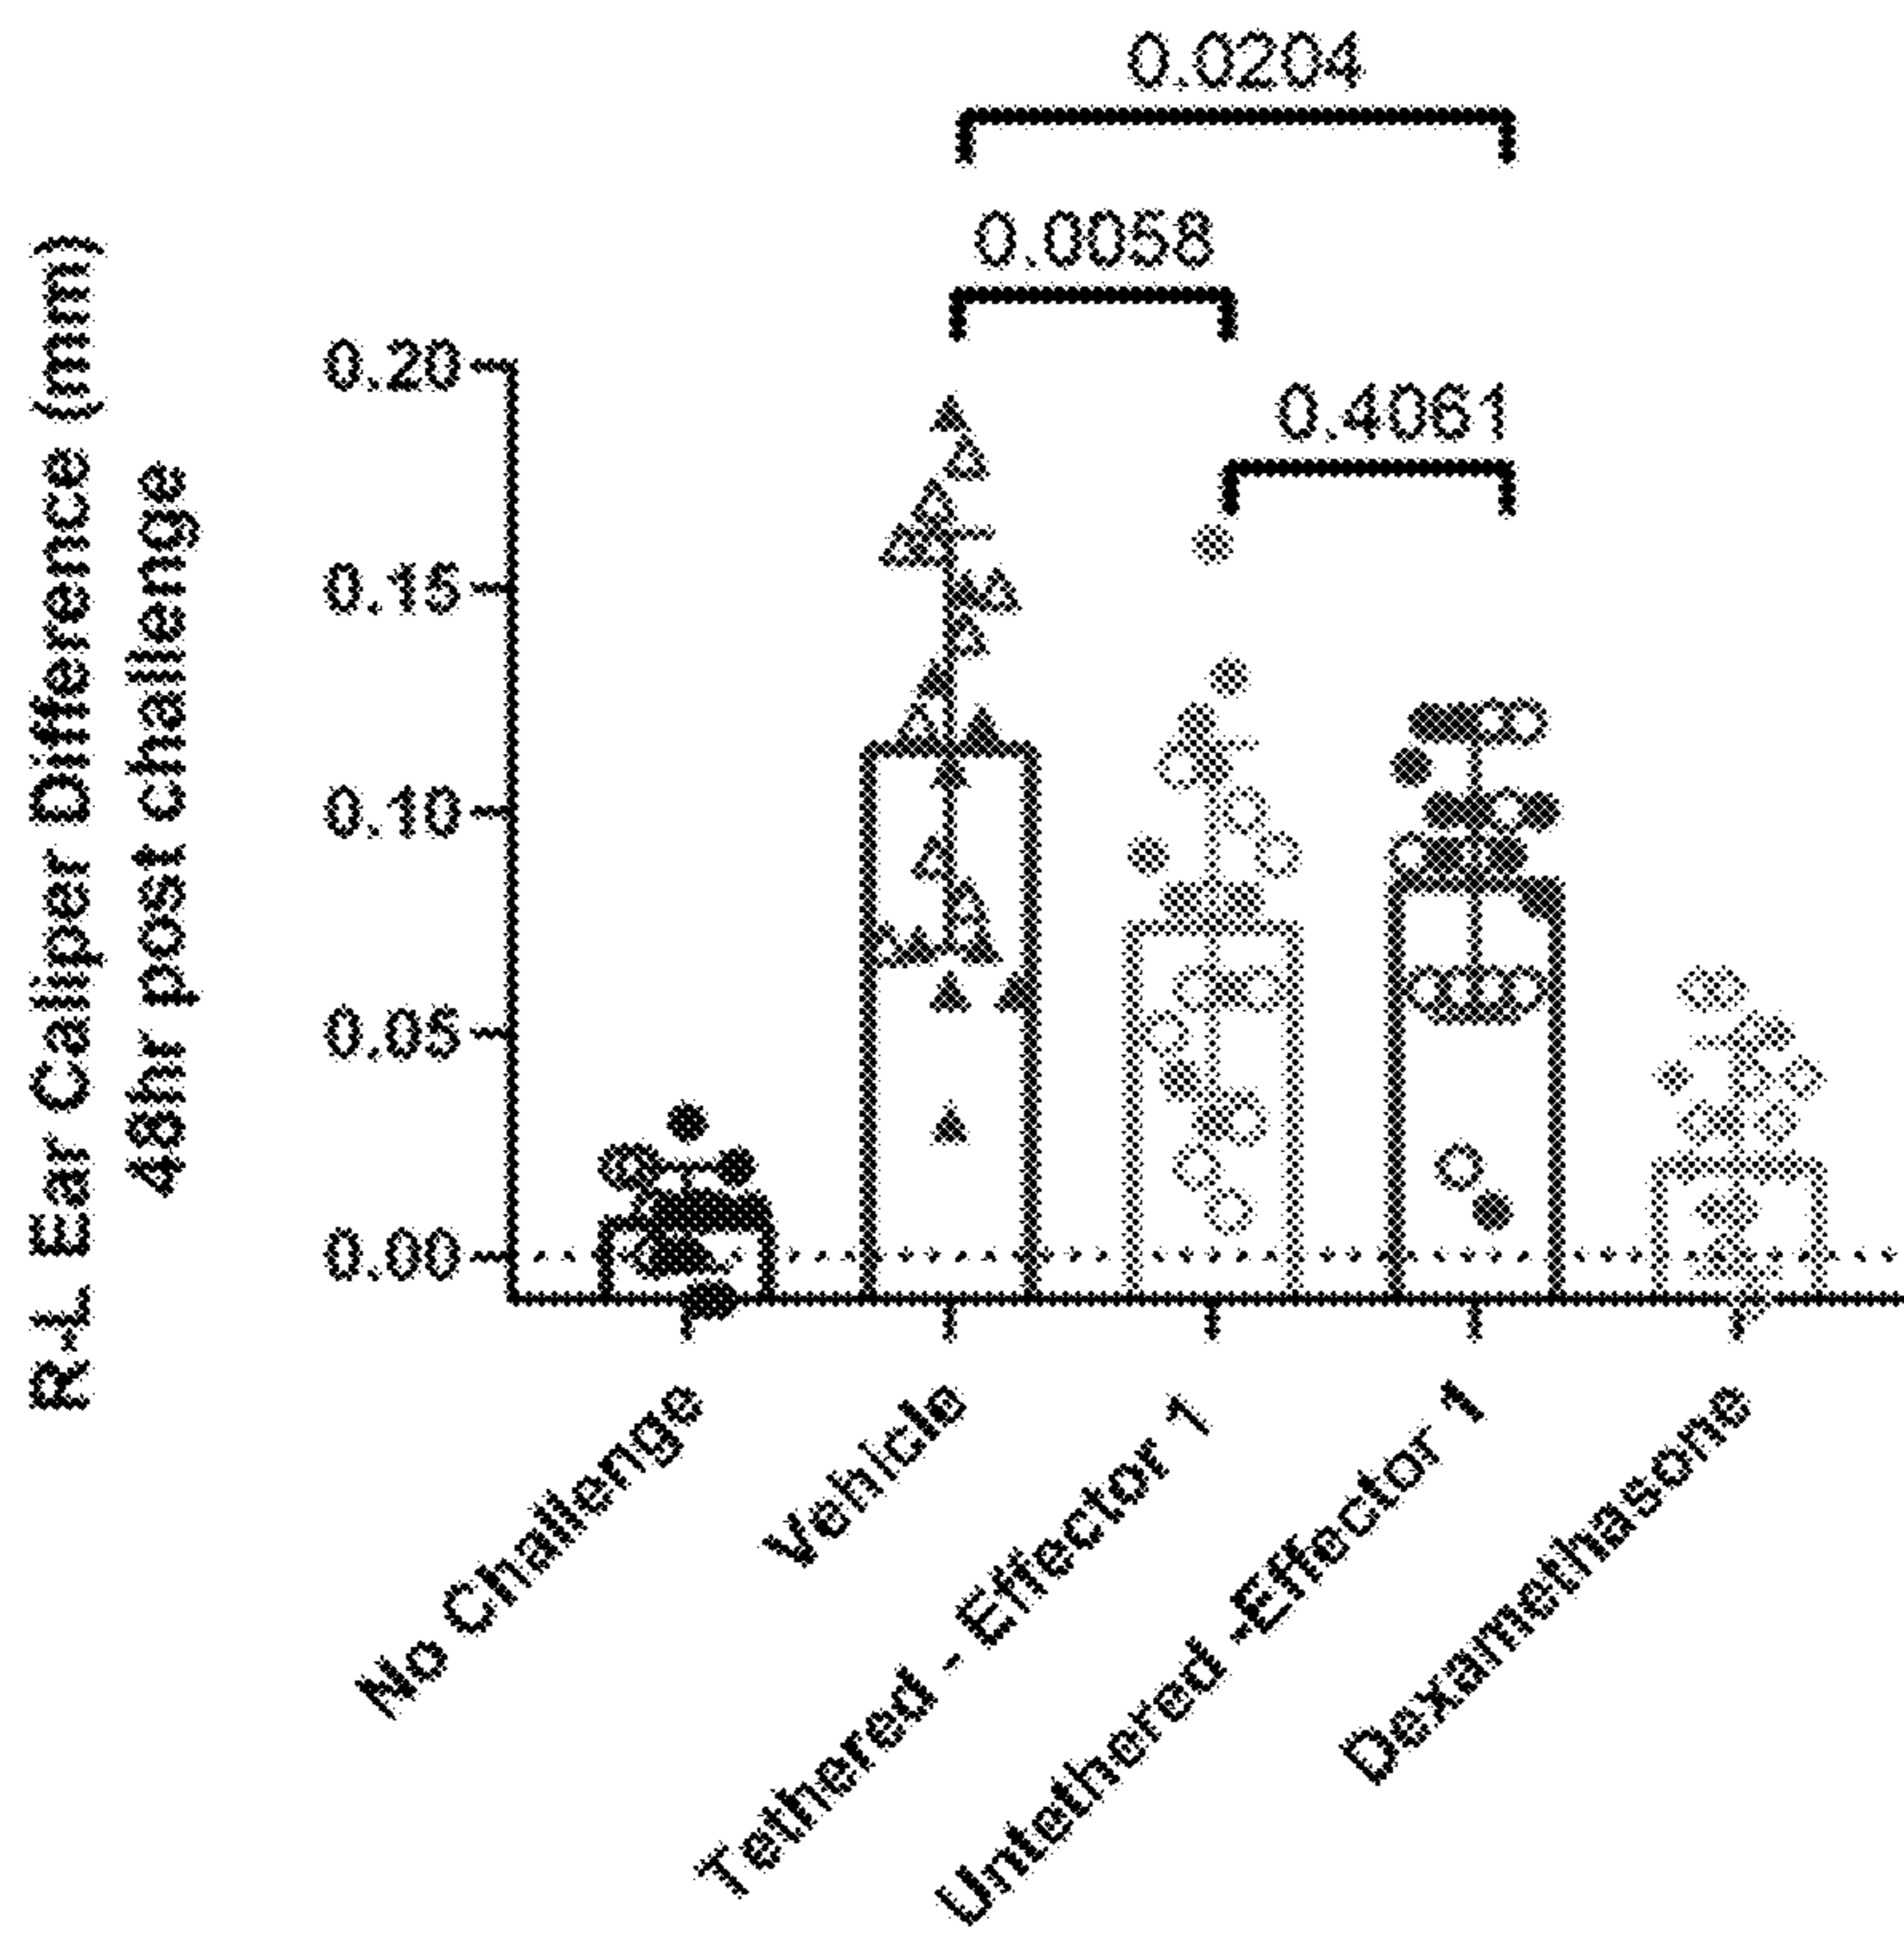 0.0204
0.0058
0.4061
R-L Ear Caliper Difference (mm)
48hr post challenge
0.20
0.15
0.10
0.05
0.00
No Challenge
Vehicle
Tethered - Effector 1
Untethered -Effector 1
Dexamethasone